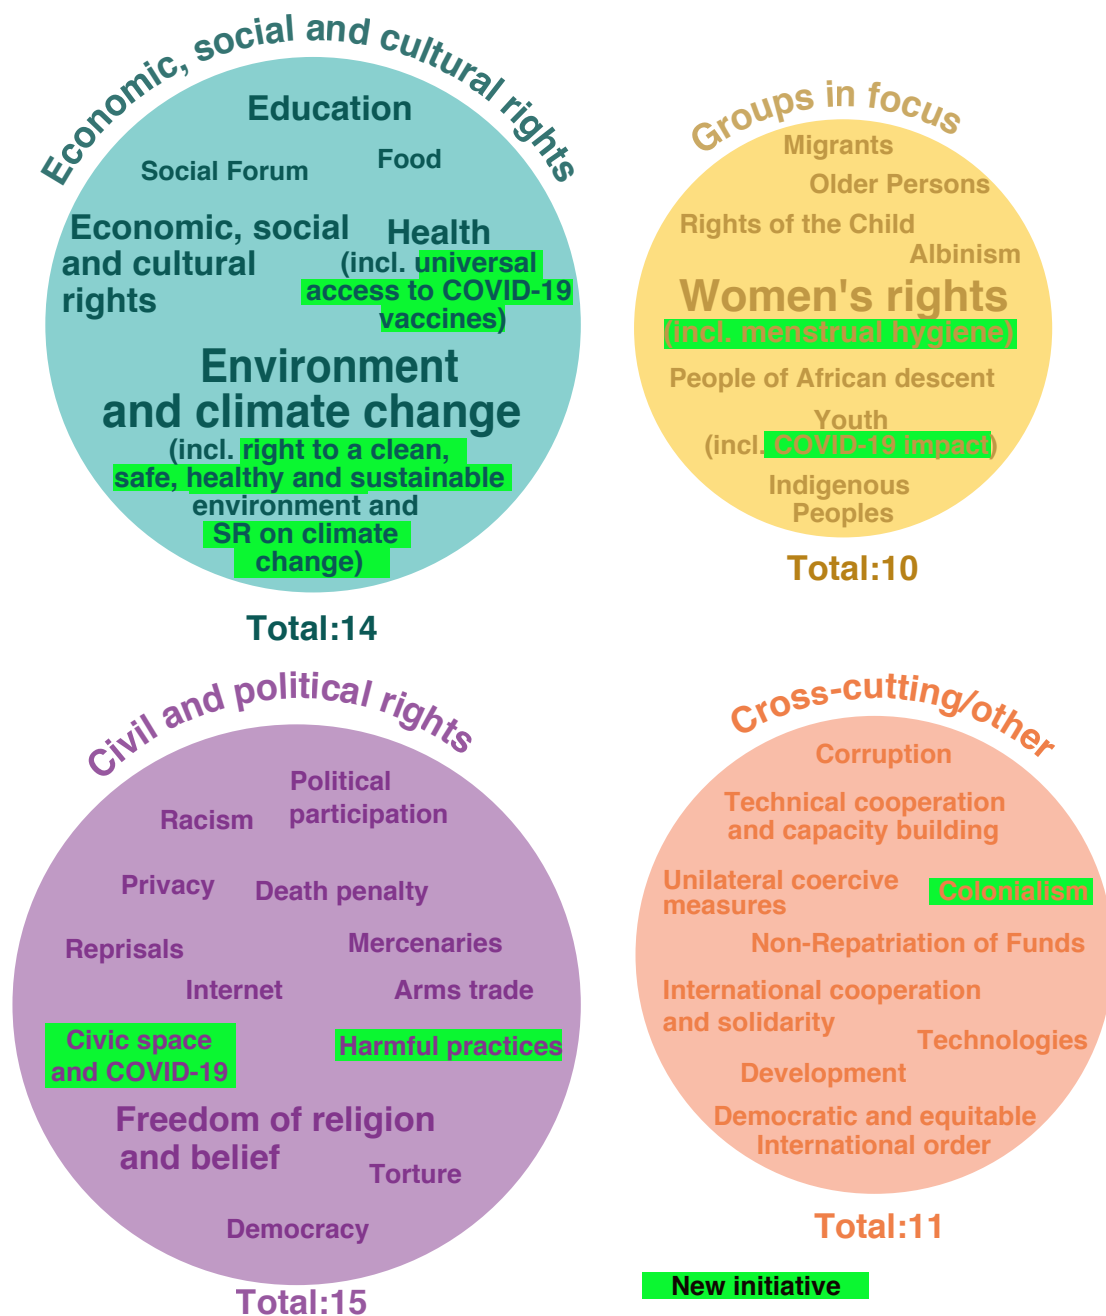 Economic, social and cultural rights
Education
Social Forum
Food
Economic, social
and cultural
rights
Health
(incl. universal
access to COVID-19
vaccines)
Environment
and climate change
(incl. right to a clean,
safe, healthy and sustainable
environment and
SR on climate
change)
Total:14
Groups in focus
Migrants
Older Persons
Rights of the Child
Albinism
Women's rights
(incl. menstrual hygiene)
People of African descent
Youth
(incl. COVID-19 impact)
Indigenous
Peoples
Total:10
Civil and political rights
Political
participation
Racism
Privacy
Death penalty
Reprisals
Mercenaries
Internet
Arms trade
Civic space
and COVID-19
Harmful practices
Freedom of religion
and belief
Torture
Democracy
Total:15
Cross-cutting/other
Corruption
Technical cooperation
and capacity building
Unilateral coercive
measures
Colonialism
Non-Repatriation of Funds
International cooperation
and solidarity
Technologies
Development
Democratic and equitable
International order
Total:11
New initiative